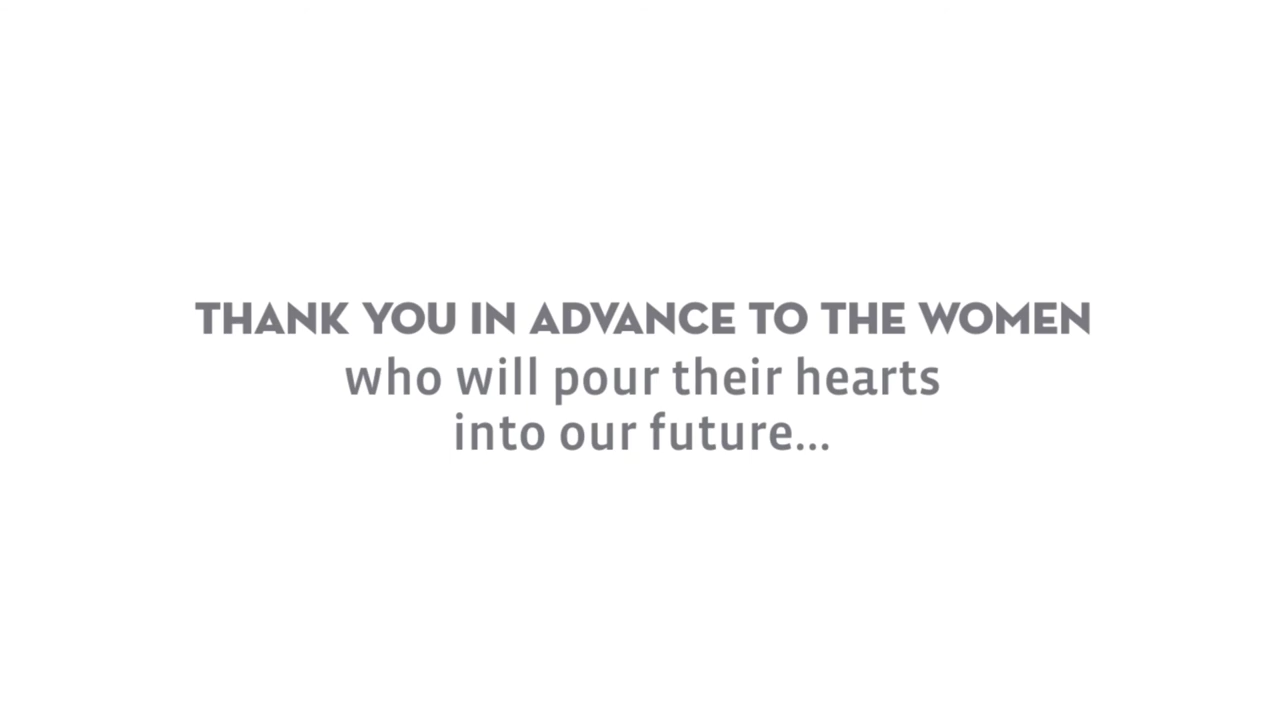 THANK YOU IN ADVANCE TO THE WOMEN
who will pour their hearts
into our future...